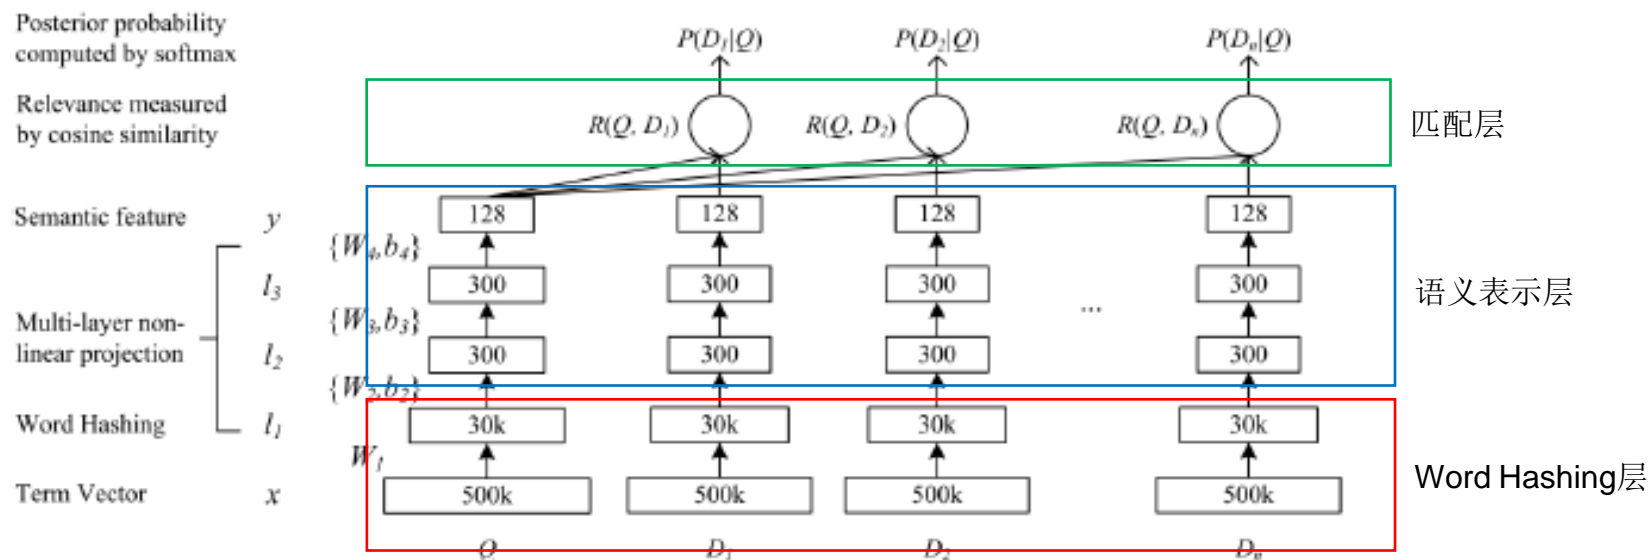 Posterior probability
computed by softmax
P(D1|Q) P(D2|Q) P(Dn|Q)
Relevance measured
by cosine similarity
R(Q, D1) R(Q, D2) R(Q, Dn)
匹配层
Semantic feature y 128 128 128 128
{W4,b4}
l3 300 300 300 300
语义表示层
Multi-layer non-
linear projection
{W3,b3} ...
l2 300 300 300 300
{W2,b2}
Word Hashing l1 30k 30k 30k 30k
W1
Word Hashing层
Term Vector x 500k 500k 500k 500k
Q D1 D2 Dn